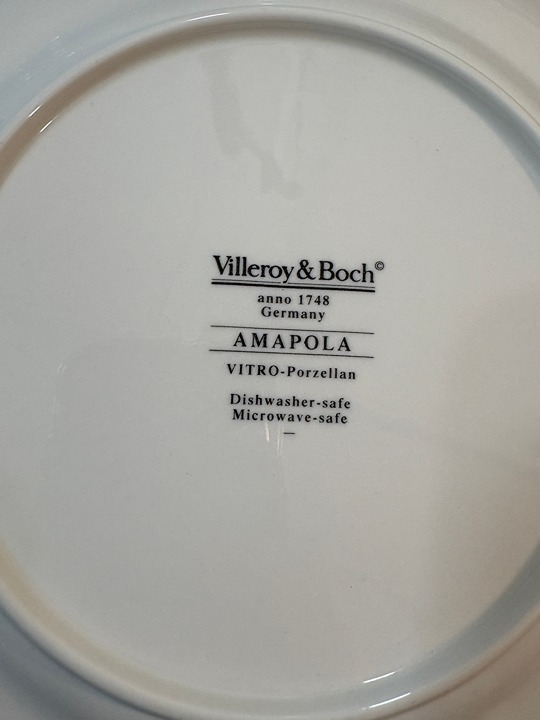 Villeroy & Boch©
anno 1748
Germany
AMAPOLA
VITRO-Porzellan
Dishwasher-safe
Microwave-safe